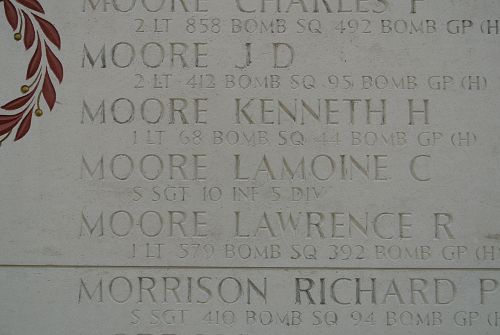 MOORE CHARLES F
2 LT 858 BOMB SQ 492 BOMB GP (H)
MOORE J D
2 LT 412 BOMB SQ 95 BOMB GP (H)
MOORE KENNETH H
1 LT 68 BOMB SQ 44 BOMB GP (H)
MOORE LAMOINE C
S SGT 10 INF 5 DIV
MOORE LAWRENCE R
1 LT 579 BOMB SQ 392 BOMB GP (H
MORRISON RICHARD P
S SGT 410 BOMB SQ 94 BOMB GP (